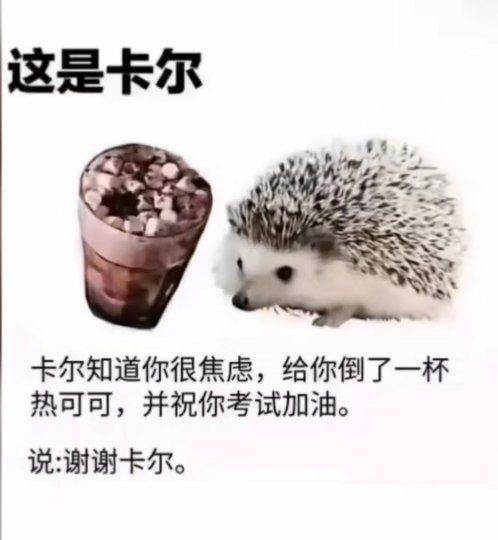 这是卡尔
卡尔知道你很焦虑，给你倒了一杯
热可可，并祝你考试加油。
说:谢谢卡尔。